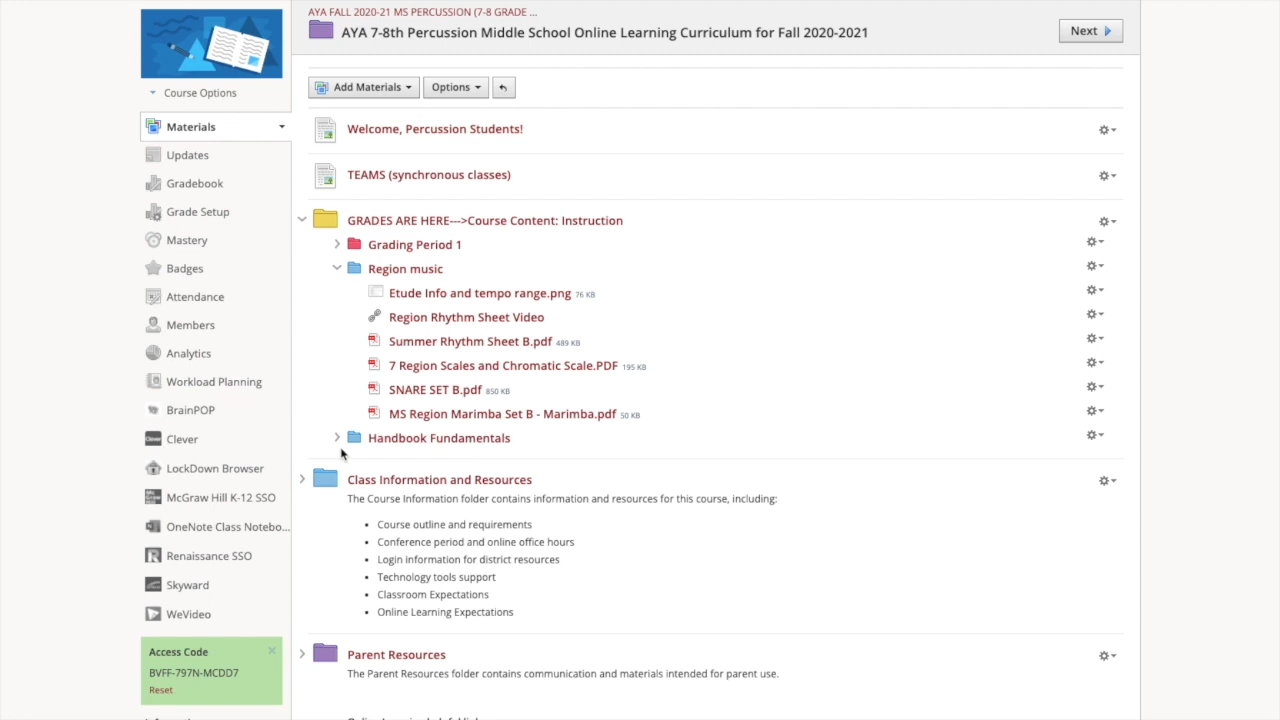 AYA FALL 2020-21 MS PERCUSSION (7-8 GRADE ...
AYA 7-8th Percussion Middle School Online Learning Curriculum for Fall 2020-2021
Next
Course Options
Materials
Updates
Gradebook
Grade Setup
Mastery
Badges
Attendance
Members
Analytics
Workload Planning
BrainPOP
Clever
LockDown Browser
McGraw Hill K-12 SSO
OneNote Class Notebo...
Renaissance SSO
Skyward
WeVideo
Access Code
BVFF-797N-MCDD7
Reset
Add Materials
Options
Welcome, Percussion Students!
TEAMS (synchronous classes)
GRADES ARE HERE--->Course Content: Instruction
Grading Period 1
Region music
Etude Info and tempo range.png 76 KB
Region Rhythm Sheet Video
Summer Rhythm Sheet B.pdf 489 KB
7 Region Scales and Chromatic Scale.PDF 195 KB
SNARE SET B.pdf 850 KB
MS Region Marimba Set B - Marimba.pdf 50 KB
Handbook Fundamentals
Class Information and Resources
The Course Information folder contains information and resources for this course, including:
• Course outline and requirements
• Conference period and online office hours
• Login information for district resources
• Technology tools support
• Classroom Expectations
• Online Learning Expectations
Parent Resources
The Parent Resources folder contains communication and materials intended for parent use.